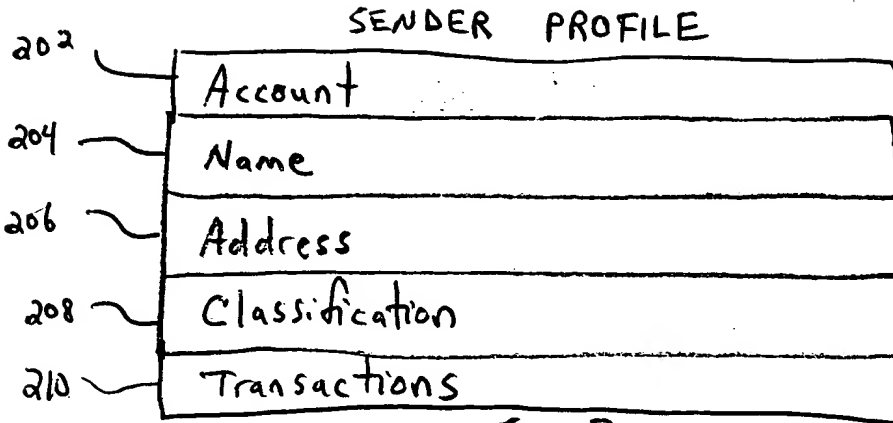 SENDER PROFILE
202 Account
204 Name
206 Address
208 Classification
210 Transactions